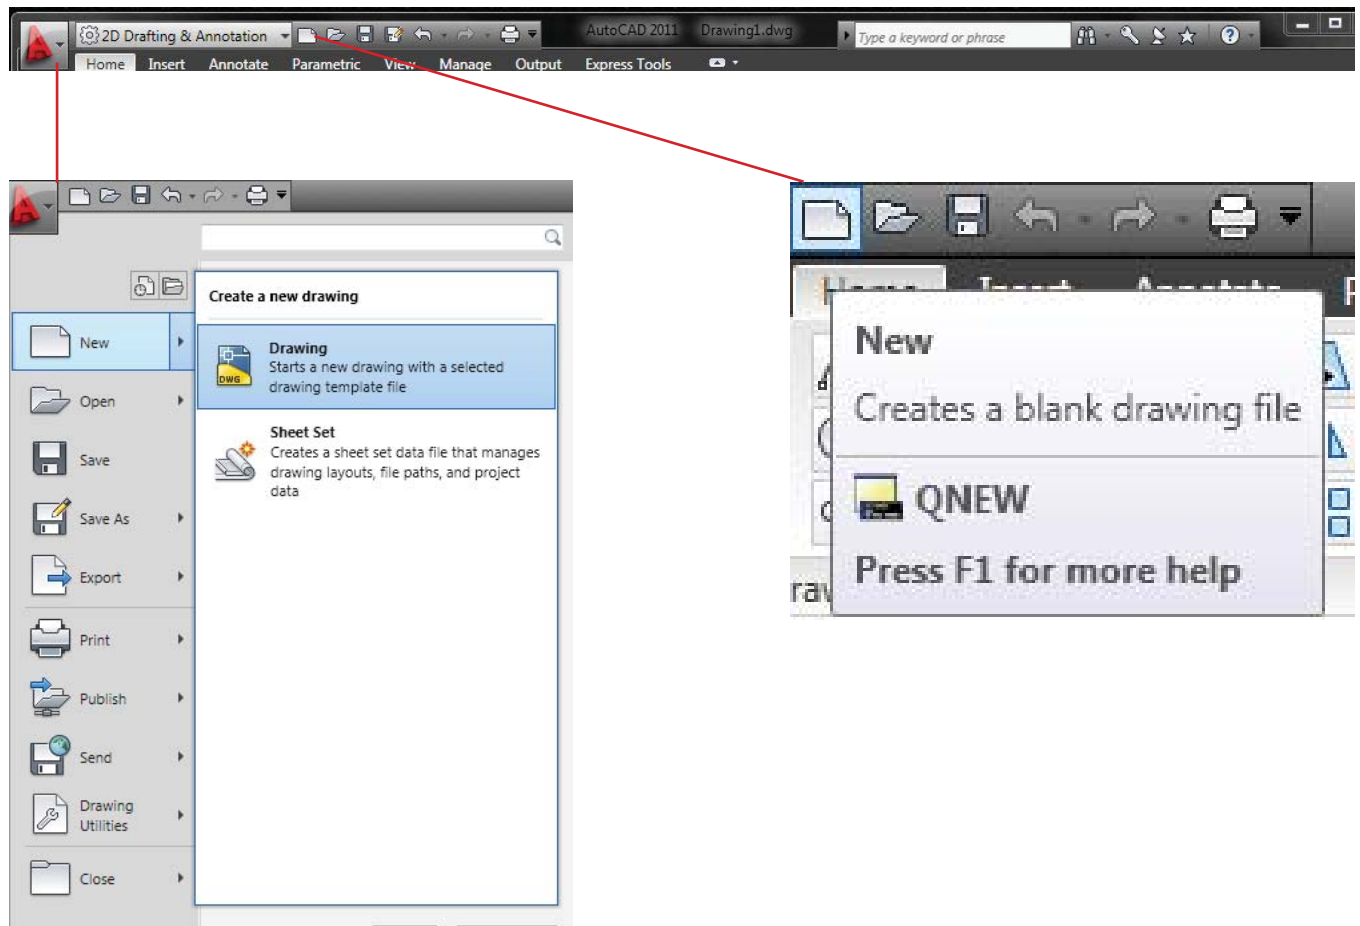 2D Drafting & Annotation
AutoCAD 2011 Drawing1.dwg
Type a keyword or phrase
Home Insert Annotate Parametric View Manage Output Express Tools
Create a new drawing
New
Drawing
Starts a new drawing with a selected
drawing template file
DWG
Open
Sheet Set
Creates a sheet set data file that manages
drawing layouts, file paths, and project
data
Save
Save As
Export
Print
Publish
Send
Drawing
Utilities
Close
Home Insert Annotate
New
Creates a blank drawing file
QNEW
Press F1 for more help